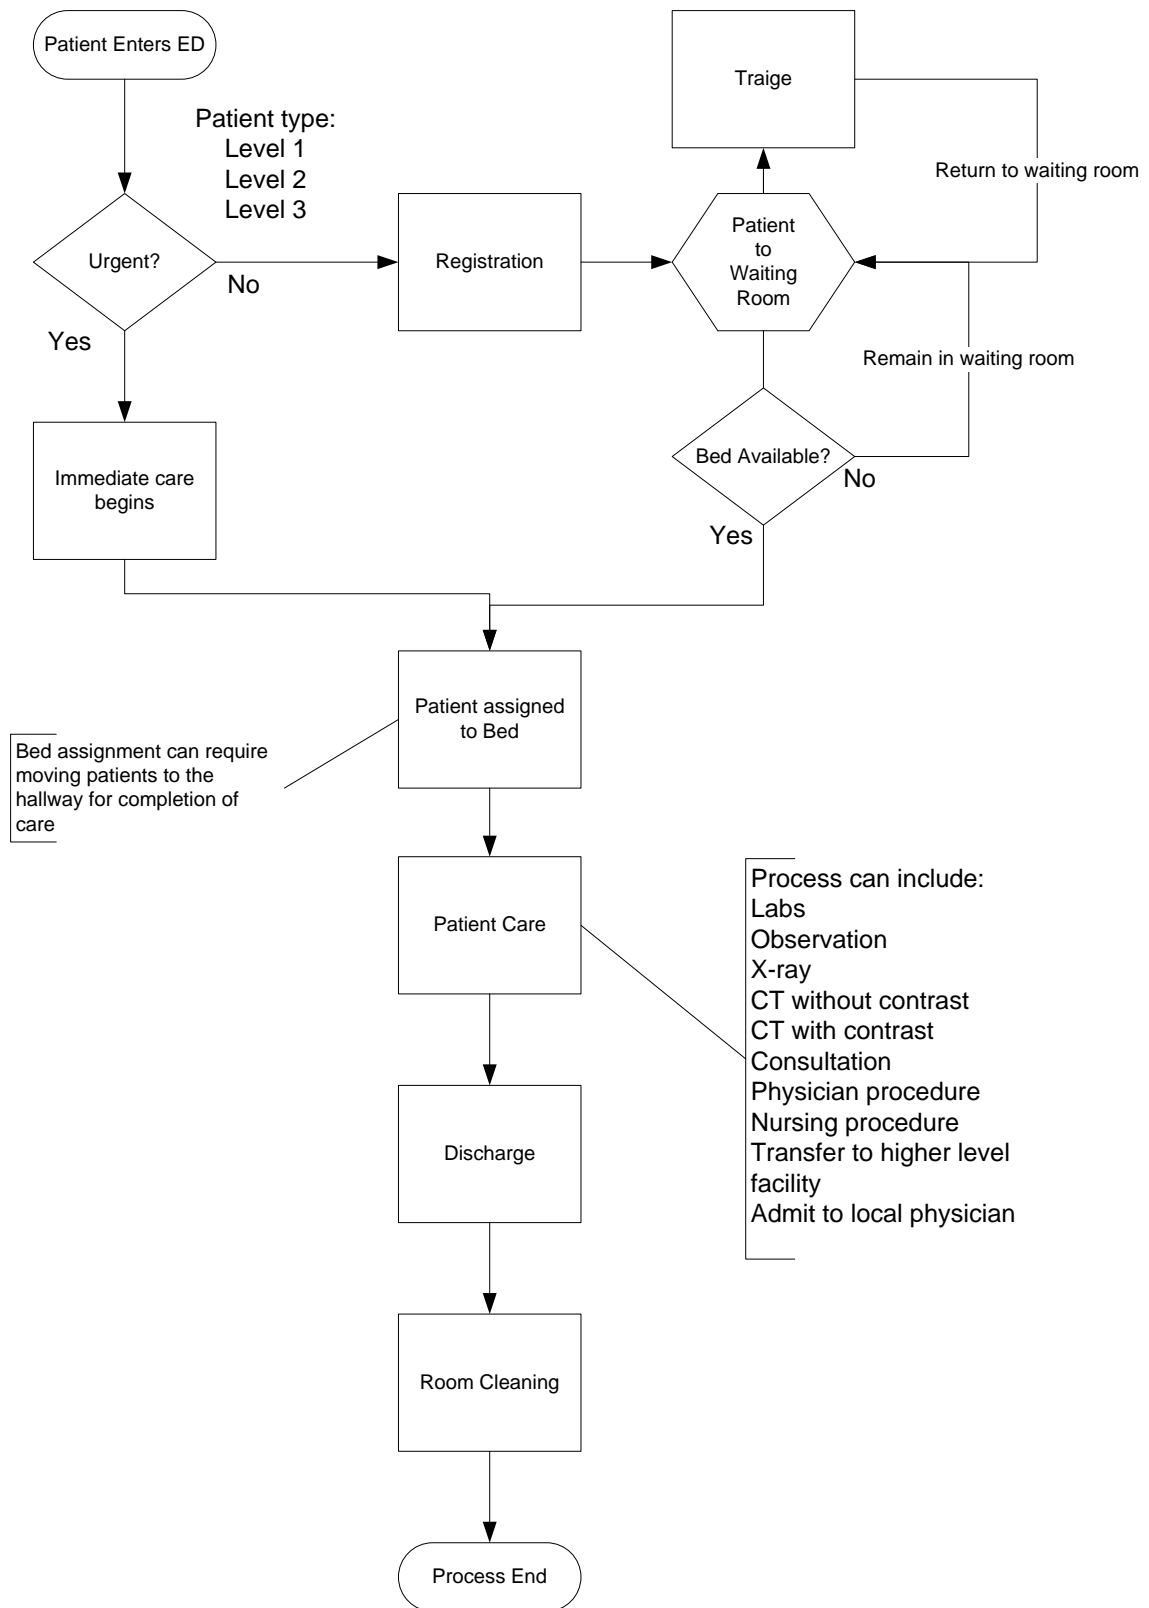 Patient Enters ED
Traige
Patient type:
Level 1
Level 2
Level 3
Return to waiting room
Urgent?
No
Registration
Patient
to
Waiting
Room
Yes
Remain in waiting room
Immediate care
begins
Bed Available?
No
Yes
Patient assigned
to Bed
Bed assignment can require
moving patients to the
hallway for completion of
care
Patient Care
Process can include:
Labs
Observation
X-ray
CT without contrast
CT with contrast
Consultation
Physician procedure
Nursing procedure
Transfer to higher level
facility
Admit to local physician
Discharge
Room Cleaning
Process End